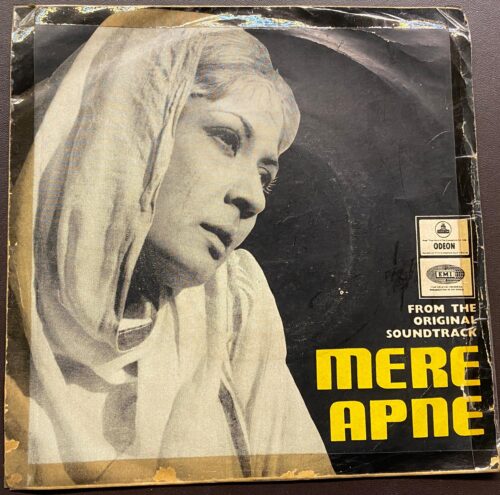 ODEON
EMI
FROM THE
ORIGINAL
SOUNDTRACK
MERE
APNE